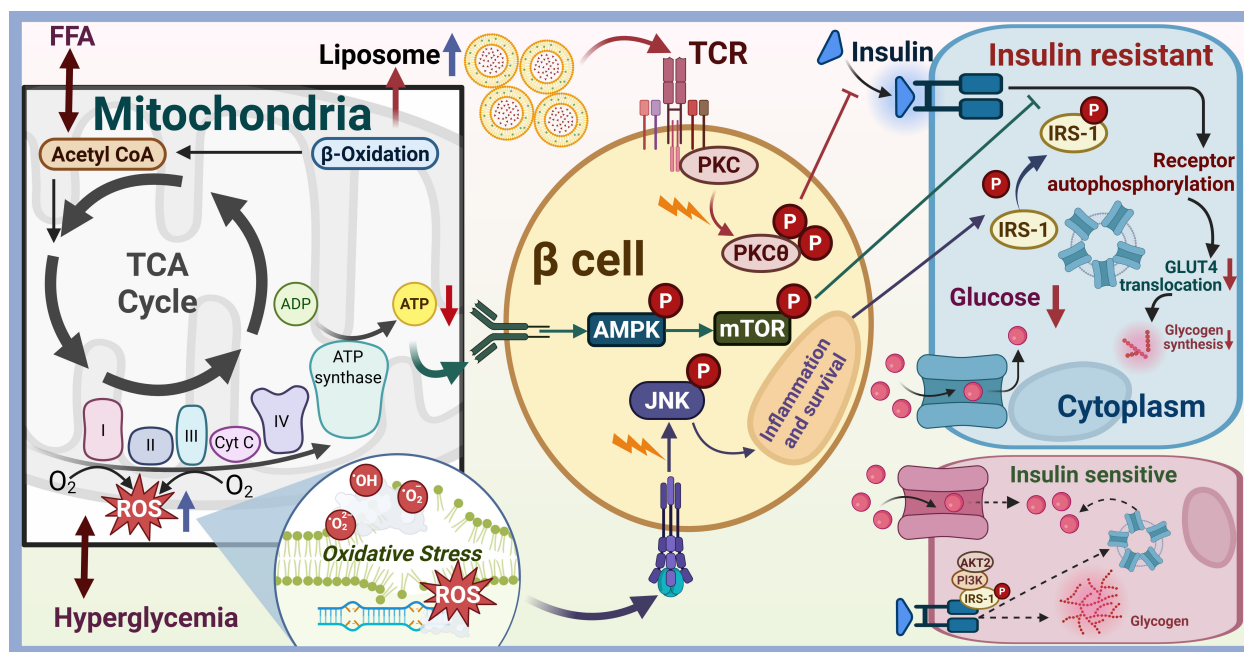 FFA
Liposome
TCR
Insulin
Insulin resistant
Mitochondria
Acetyl CoA
β-Oxidation
PKC
P
IRS-1
Receptor
autophosphorylation
P
IRS-1
P
P
PKCθ
β cell
TCA
Cycle
GLUT4
translocation
ADP
ATP
P
AMPK
P
mTOR
Glucose
Glycogen
synthesis
ATP
synthase
P
JNK
Inflammation
and survival
Cytoplasm
I
II
III
Cyt C
IV
O2
ROS
O2
•OH
•O2
•O2 2-
Oxidative Stress
ROS
Hyperglycemia
Insulin sensitive
AKT2
PI3K
IRS-1
P
Glycogen